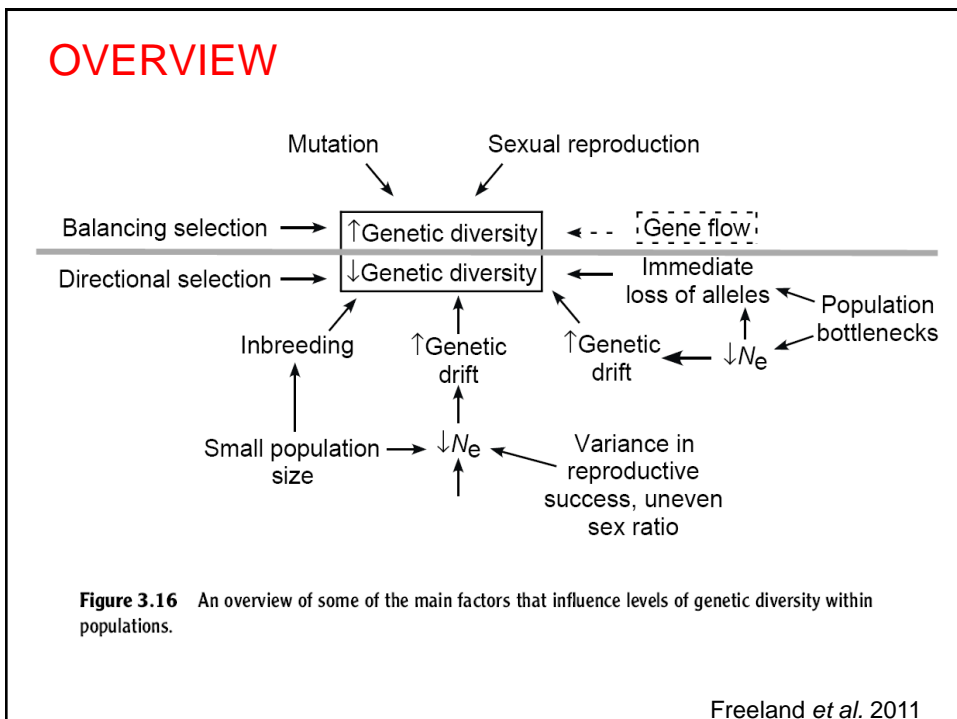 OVERVIEW
Mutation
Sexual reproduction
Balancing selection
↑Genetic diversity
Gene flow
Directional selection
↓Genetic diversity
Immediate
loss of alleles
Population
bottlenecks
Inbreeding
↑Genetic
drift
↑Genetic
drift
↓Ne
Small population
size
↓Ne
Variance in
reproductive
success, uneven
sex ratio
Figure 3.16 An overview of some of the main factors that influence levels of genetic diversity within
populations.
Freeland et al. 2011